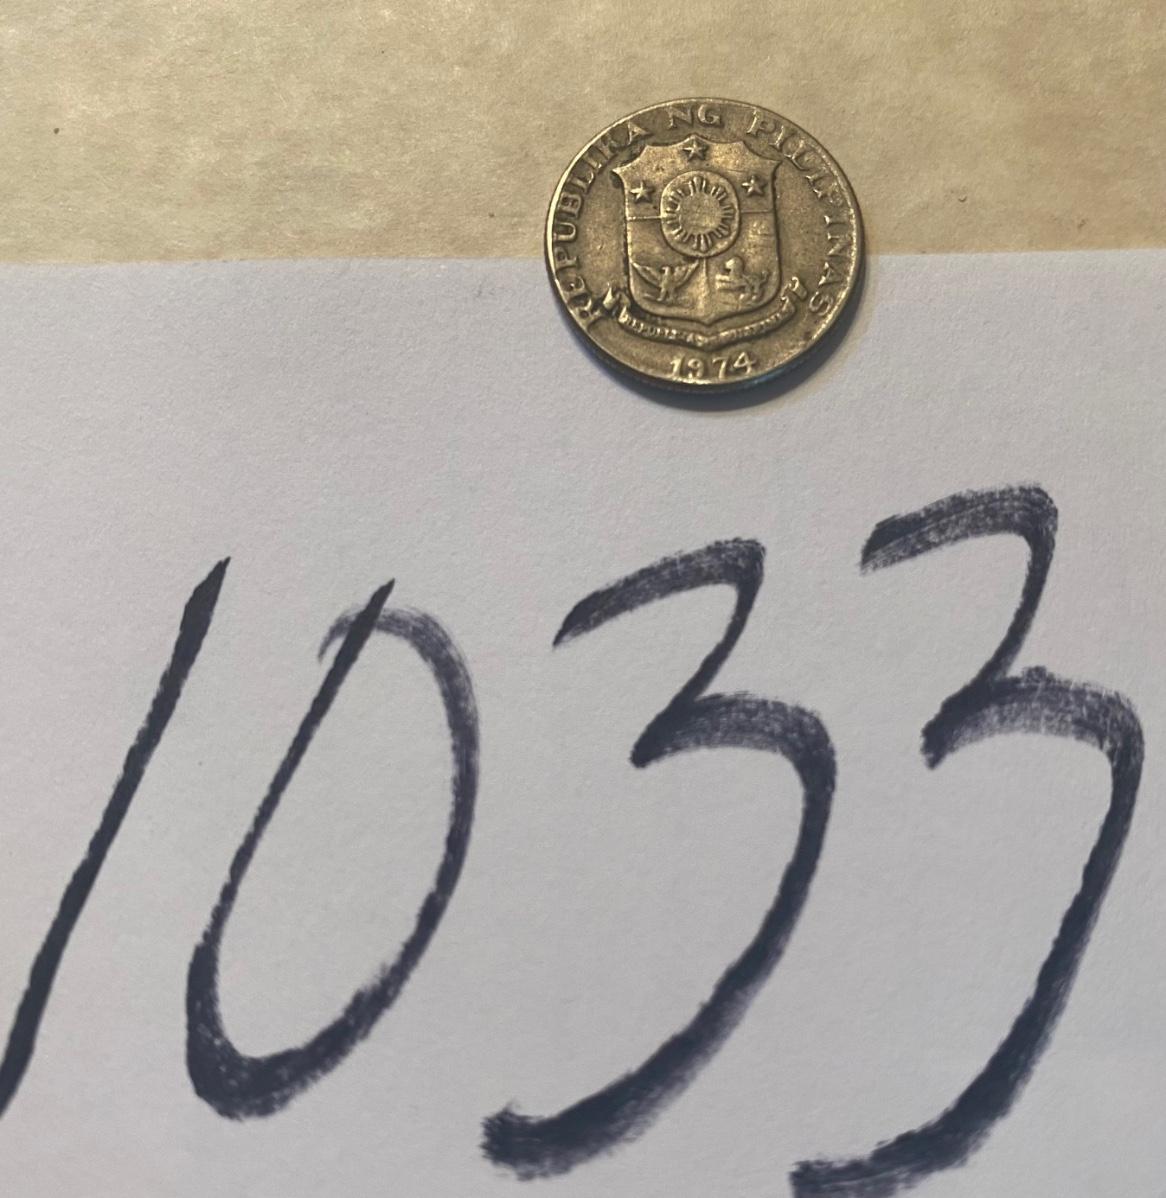 REPUBLIKA NG PILIPINAS
1974
1033